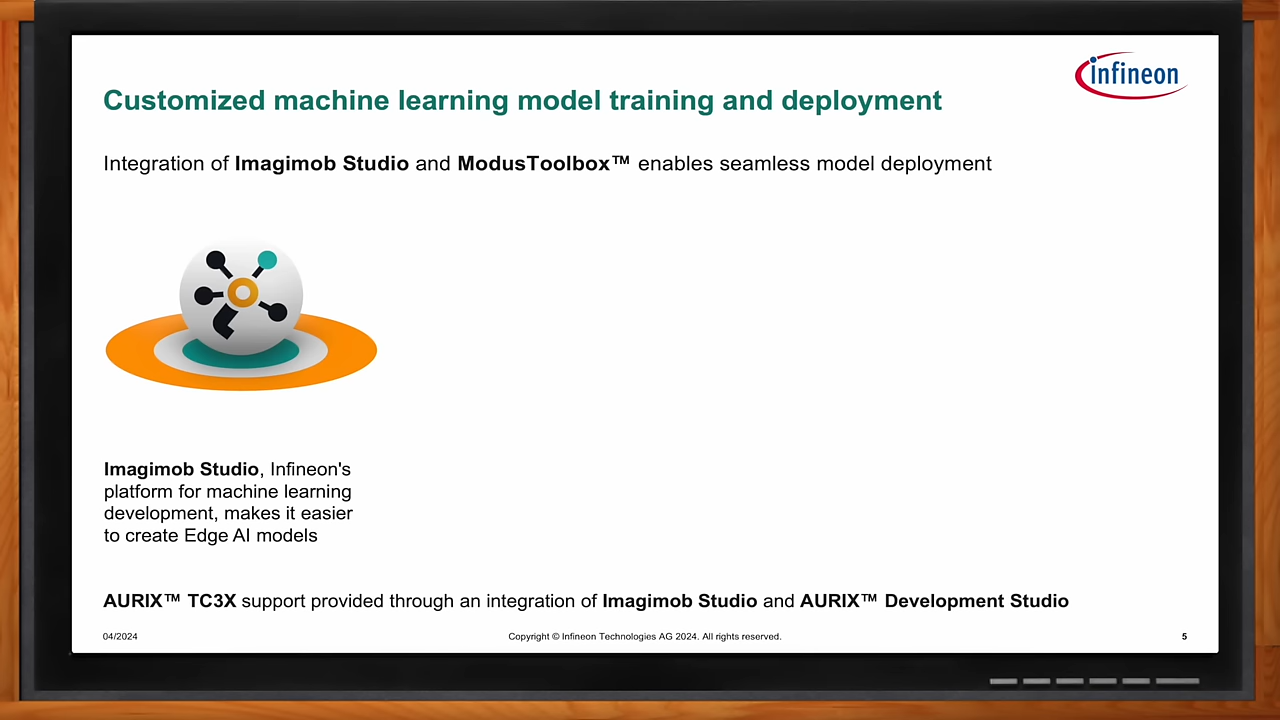 infineon
Customized machine learning model training and deployment
Integration of Imagimob Studio and ModusToolbox™ enables seamless model deployment
Imagimob Studio, Infineon's
platform for machine learning
development, makes it easier
to create Edge AI models
AURIX™ TC3X support provided through an integration of Imagimob Studio and AURIX™ Development Studio
04/2024 Copyright © Infineon Technologies AG 2024. All rights reserved. 5